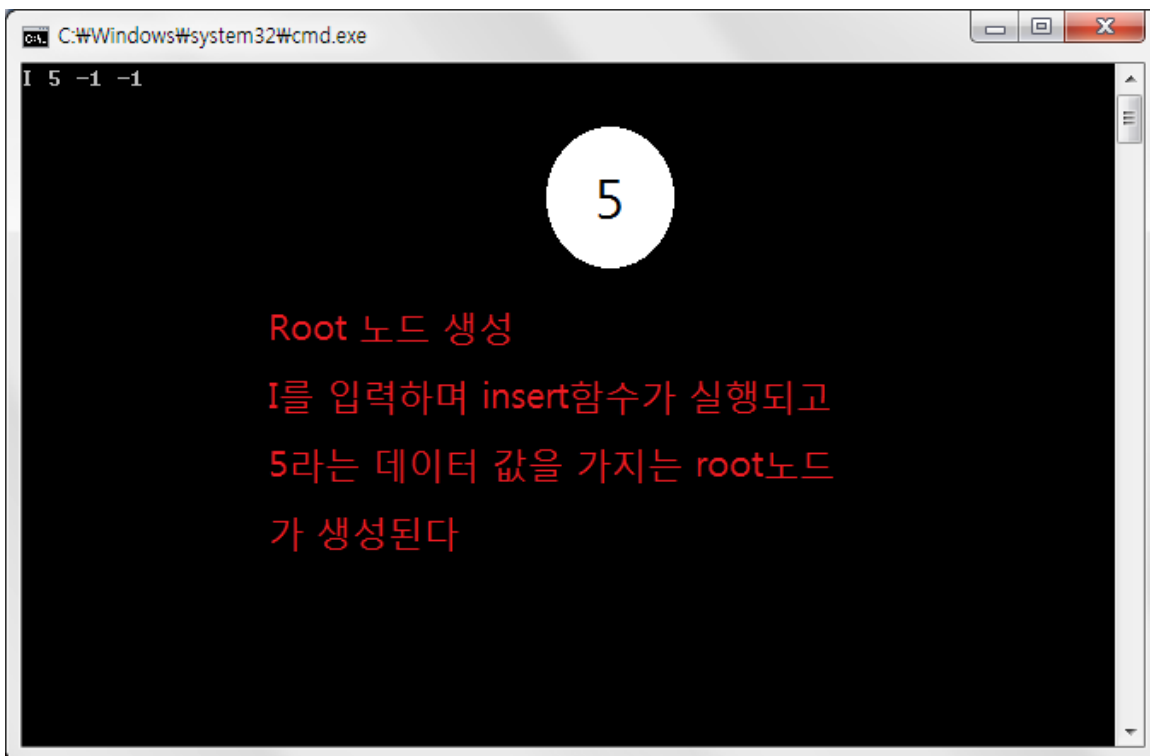 C:₩Windows₩system32₩cmd.exe
I 5 -1 -1
5
Root 노드 생성
I를 입력하며 insert함수가 실행되고
5라는 데이터 값을 가지는 root노드
가 생성된다